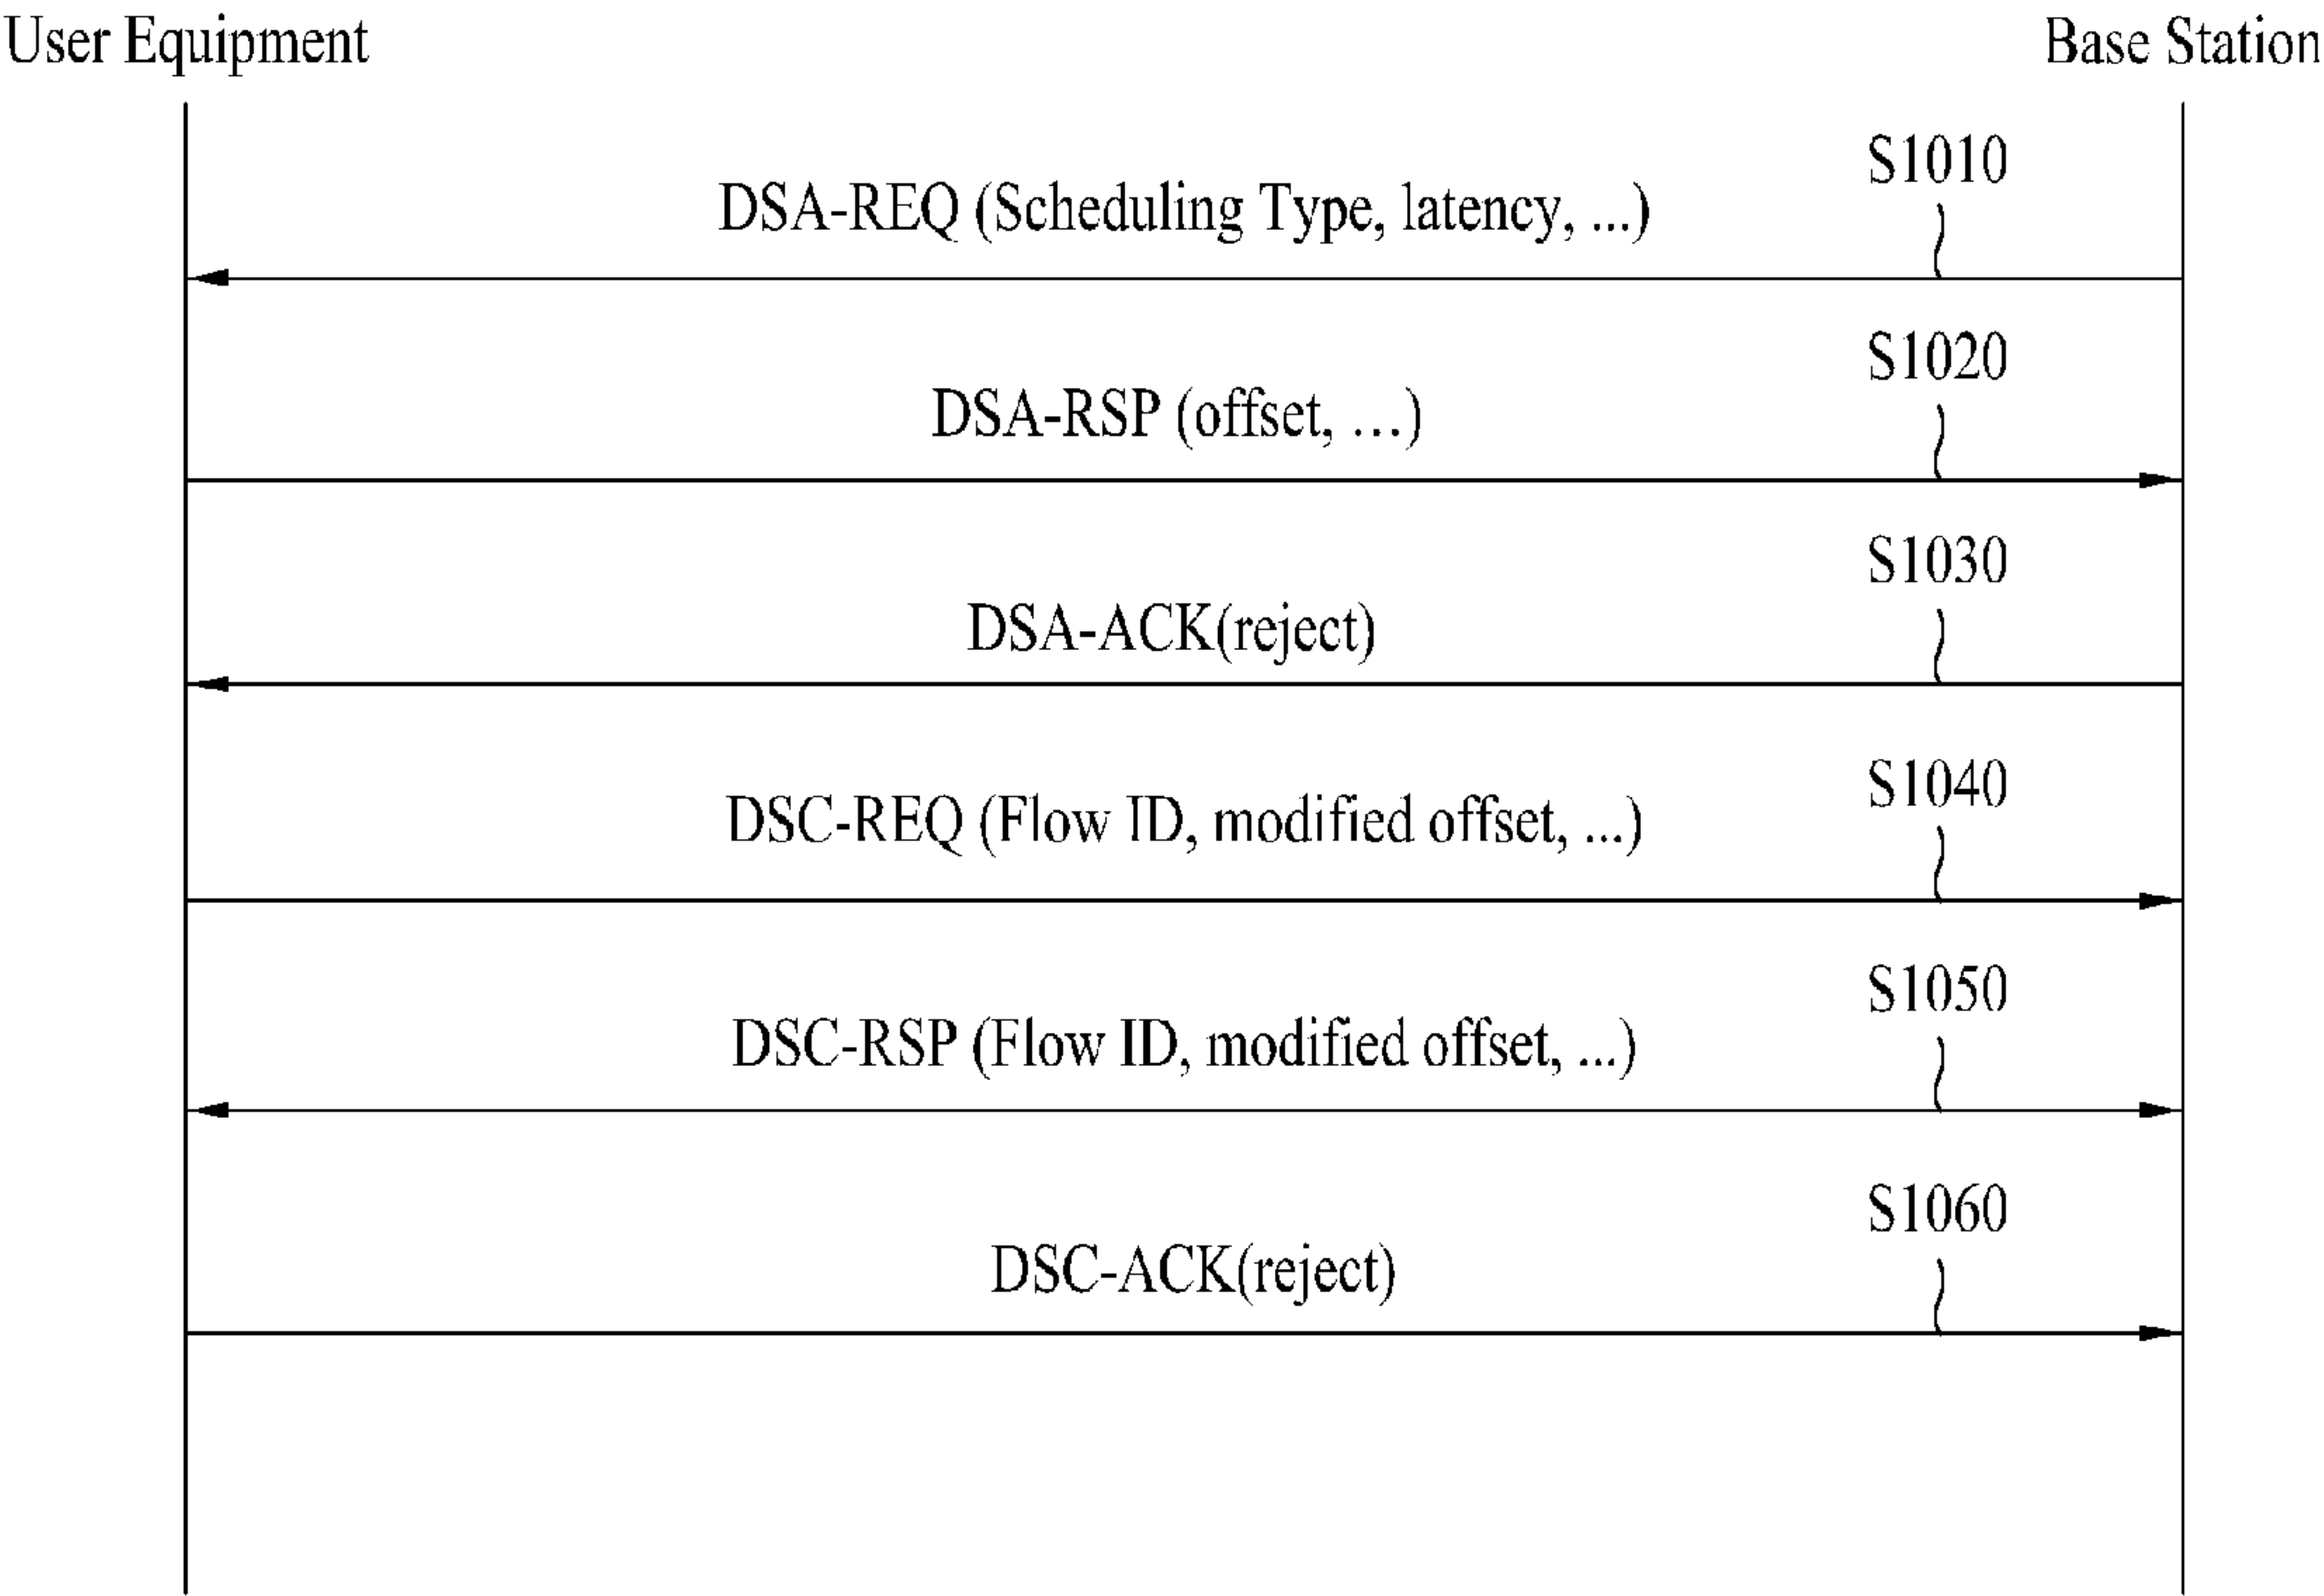 User Equipment
Base Station
S1010
DSA-REQ (Scheduling Type, latency, ...)
S1020
DSA-RSP (offset, ...)
S1030
DSA-ACK(reject)
S1040
DSC-REQ (Flow ID, modified offset, ...)
S1050
DSC-RSP (Flow ID, modified offset, ...)
S1060
DSC-ACK(reject)